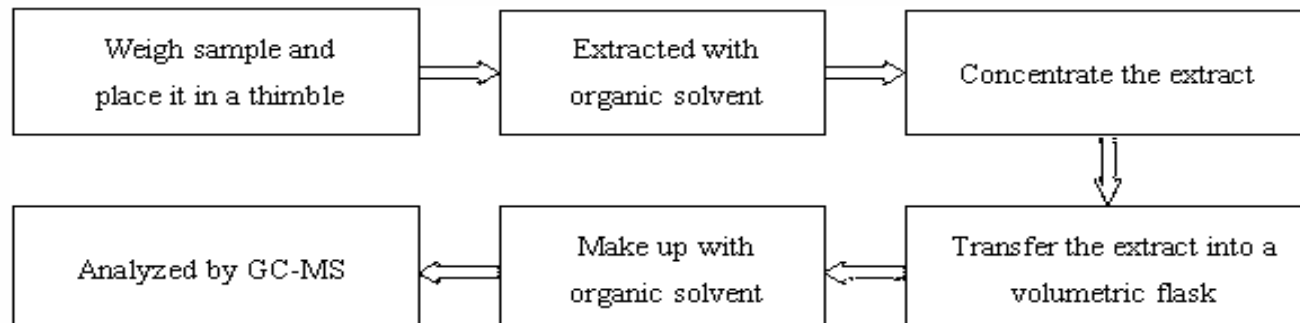 Weigh sample and
place it in a thimble
Extracted with
organic solvent
Concentrate the extract
Transfer the extract into a
volumetric flask
Make up with
organic solvent
Analyzed by GC-MS